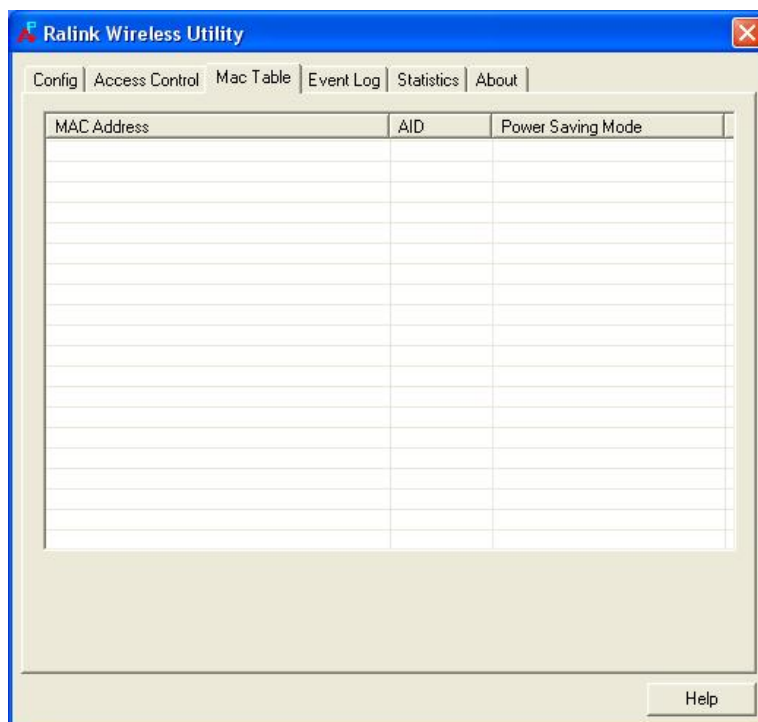 Ralink Wireless Utility
Config Access Control Mac Table Event Log Statistics About
MAC Address AID Power Saving Mode
Help